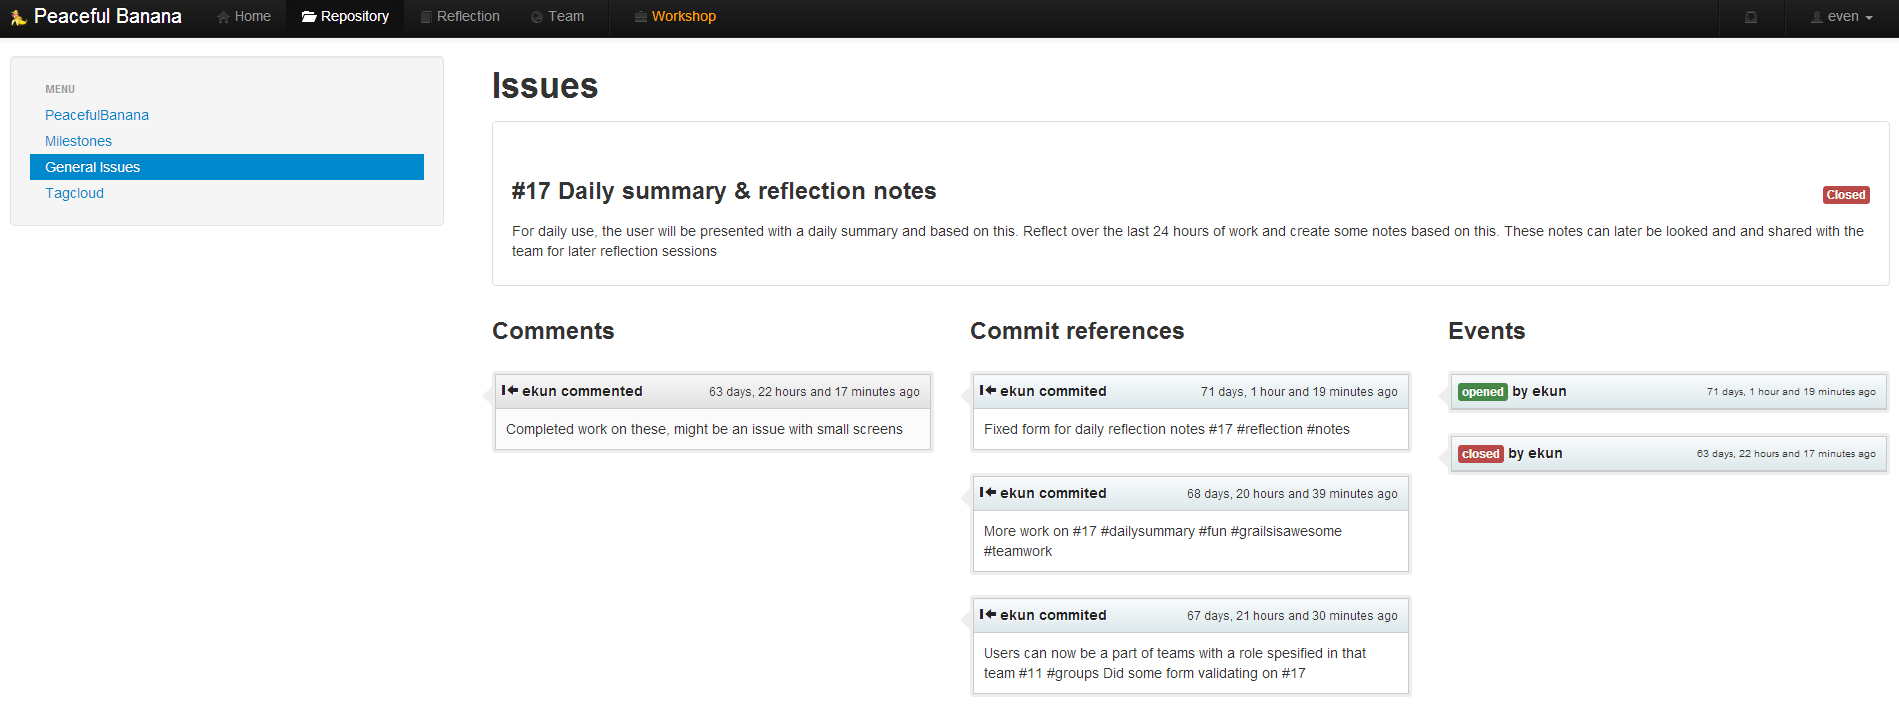 Peaceful Banana Home Repository Reflection Team Workshop even
MENU
PeacefulBanana
Milestones
General Issues
Tagcloud
Issues
#17 Daily summary & reflection notes
Closed
For daily use, the user will be presented with a daily summary and based on this. Reflect over the last 24 hours of work and create some notes based on this. These notes can later be looked and and shared with the
team for later reflection sessions
Comments
ekun commented 63 days, 22 hours and 17 minutes ago
Completed work on these, might be an issue with small screens
Commit references
ekun commited 71 days, 1 hour and 19 minutes ago
Fixed form for daily reflection notes #17 #reflection #notes
ekun commited 68 days, 20 hours and 39 minutes ago
More work on #17 #dailysummary #fun #grailsisawesome
#teamwork
ekun commited 67 days, 21 hours and 30 minutes ago
Users can now be a part of teams with a role spesified in that
team #11 #groups Did some form validating on #17
Events
opened by ekun 71 days, 1 hour and 19 minutes ago
closed by ekun 63 days, 22 hours and 17 minutes ago